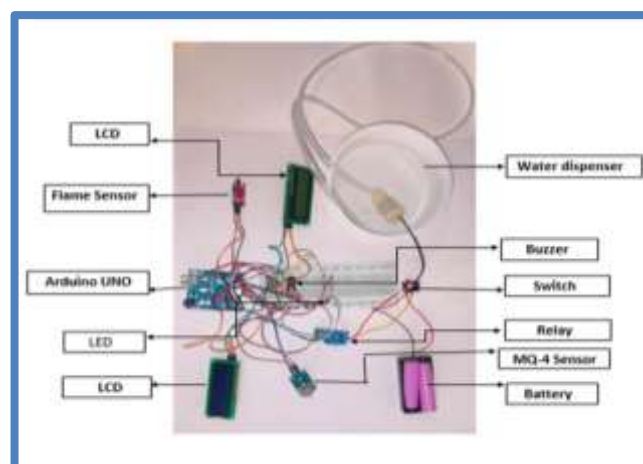 LCD
Flame Sensor
Arduino UNO
LED
LCD
Water dispenser
Buzzer
Switch
Relay
MQ-4 Sensor
Battery